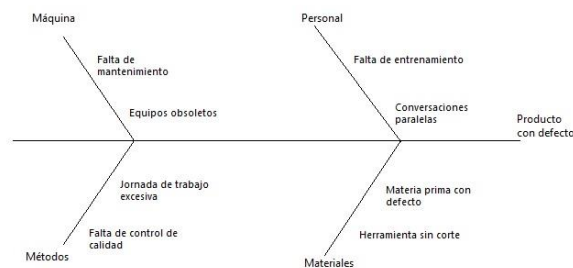 Máquina
Personal
Falta de
mantenimiento
Falta de entrenamiento
Equipos obsoletos
Conversaciones
paralelas
Producto
con defecto
Jornada de trabajo
excesiva
Materia prima con
defecto
Falta de control de
calidad
Herramienta sin corte
Métodos
Materiales